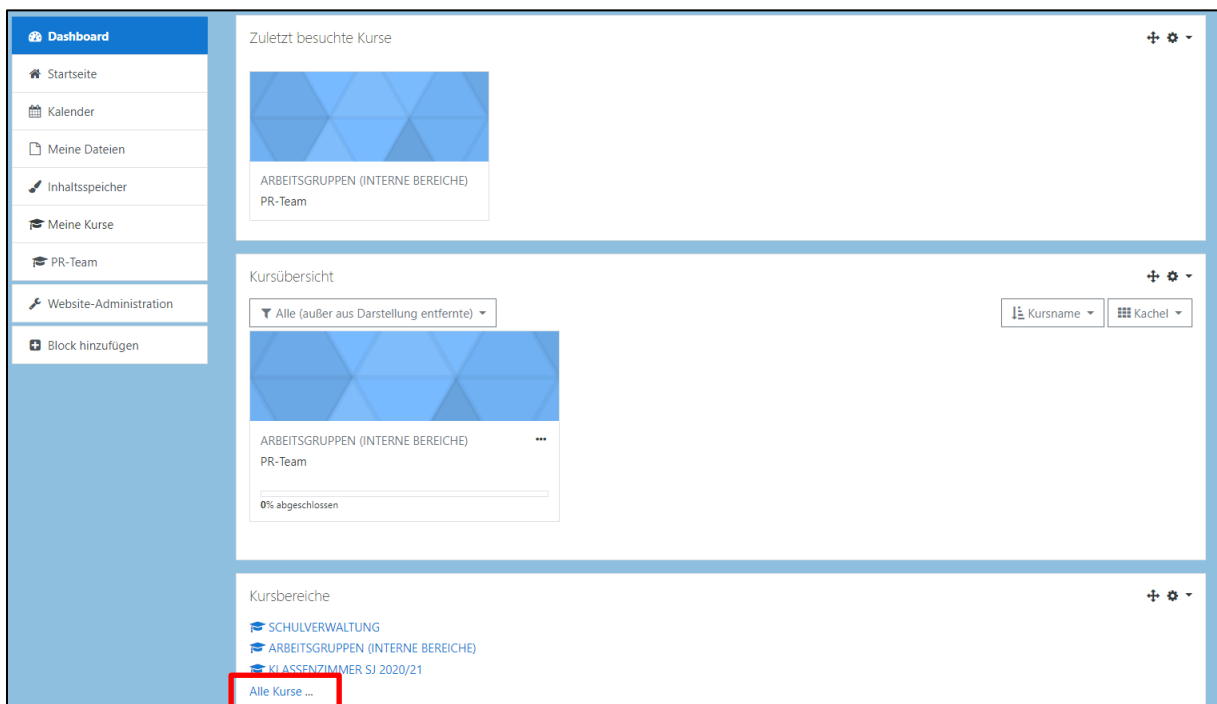 Dashboard
Startseite
Kalender
Meine Dateien
Inhaltsspeicher
Meine Kurse
PR-Team
Website-Administration
Block hinzufügen
Zuletzt besuchte Kurse
ARBEITSGRUPPEN (INTERNE BEREICHE)
PR-Team
Kursübersicht
Alle (außer aus Darstellung entfernte)
Kursname
Kachel
ARBEITSGRUPPEN (INTERNE BEREICHE)
PR-Team
0% abgeschlossen
Kursbereiche
SCHULVERWALTUNG
ARBEITSGRUPPEN (INTERNE BEREICHE)
KLASSENZIMMER SJ 2020/21
Alle Kurse ...